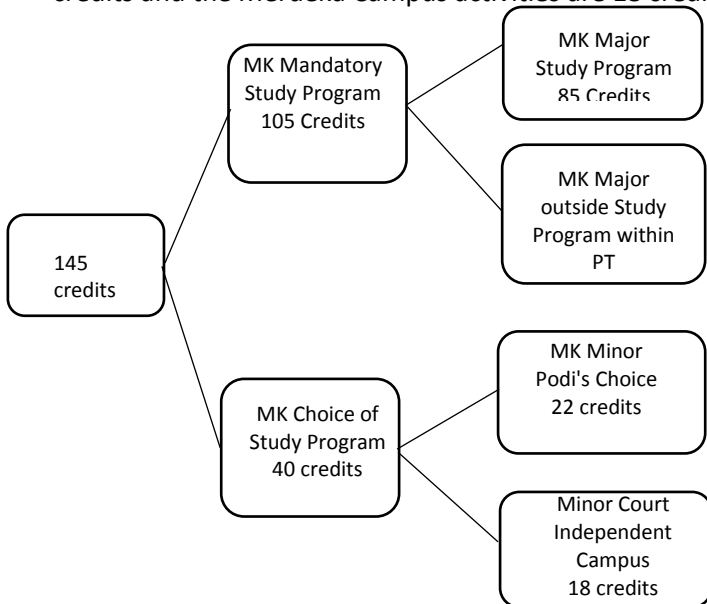 MK Major
Study Program
85 Credits
MK Mandatory
Study Program
105 Credits
MK Major
outside Study
Program within
PT
145
credits
MK Minor
Podi's Choice
22 credits
MK Choice of
Study Program
40 credits
Minor Court
Independent
Campus
18 credits